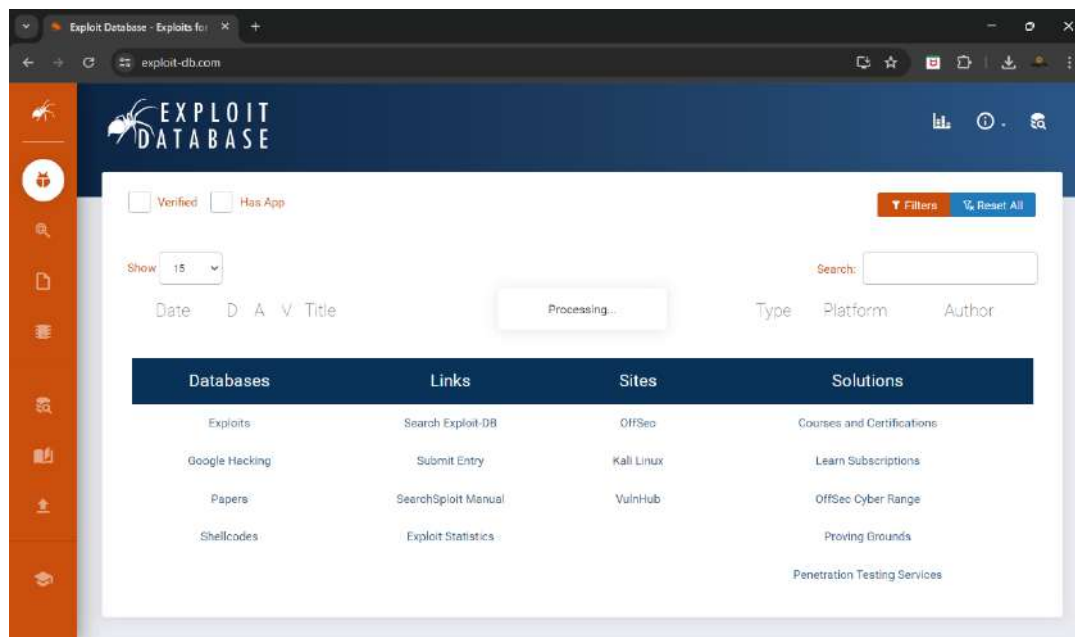 Exploit Database - Exploits for
exploit-db.com
EXPLOIT
DATABASE
Verified Has App
Filters Reset All
Show 15 Search:
Date D A V Title Processing... Type Platform Author
Databases Links Sites Solutions
Exploits Search Exploit-DB OffSec Courses and Certifications
Google Hacking Submit Entry Kali Linux Learn Subscriptions
Papers SearchSploit Manual VulnHub OffSec Cyber Range
Shellcodes Exploit Statistics Proving Grounds
Penetration Testing Services